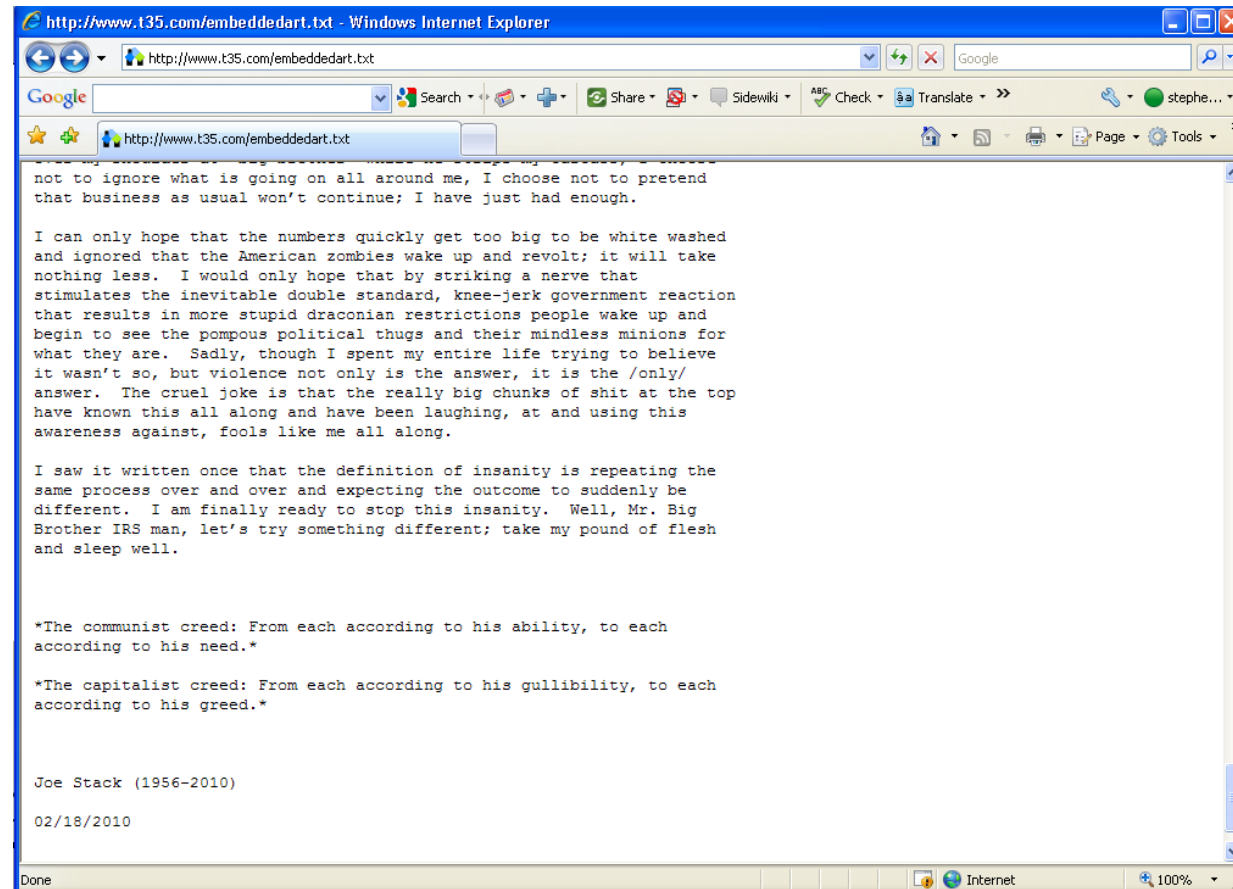 http://www.t35.com/embeddedart.txt - Windows Internet Explorer
http://www.t35.com/embeddedart.txt Google
Google Search Share Sidewiki ABC Check âa Translate » stephe...
http://www.t35.com/embeddedart.txt Page Tools
not to ignore what is going on all around me, I choose not to pretend
that business as usual won’t continue; I have just had enough.
I can only hope that the numbers quickly get too big to be white washed
and ignored that the American zombies wake up and revolt; it will take
nothing less.  I would only hope that by striking a nerve that
stimulates the inevitable double standard, knee-jerk government reaction
that results in more stupid draconian restrictions people wake up and
begin to see the pompous political thugs and their mindless minions for
what they are.  Sadly, though I spent my entire life trying to believe
it wasn’t so, but violence not only is the answer, it is the /only/
answer.  The cruel joke is that the really big chunks of shit at the top
have known this all along and have been laughing, at and using this
awareness against, fools like me all along.
I saw it written once that the definition of insanity is repeating the
same process over and over and expecting the outcome to suddenly be
different.  I am finally ready to stop this insanity.  Well, Mr. Big
Brother IRS man, let’s try something different; take my pound of flesh
and sleep well.
*The communist creed: From each according to his ability, to each
according to his need.*
*The capitalist creed: From each according to his gullibility, to each
according to his greed.*
Joe Stack (1956-2010)
02/18/2010
Done Internet 100%